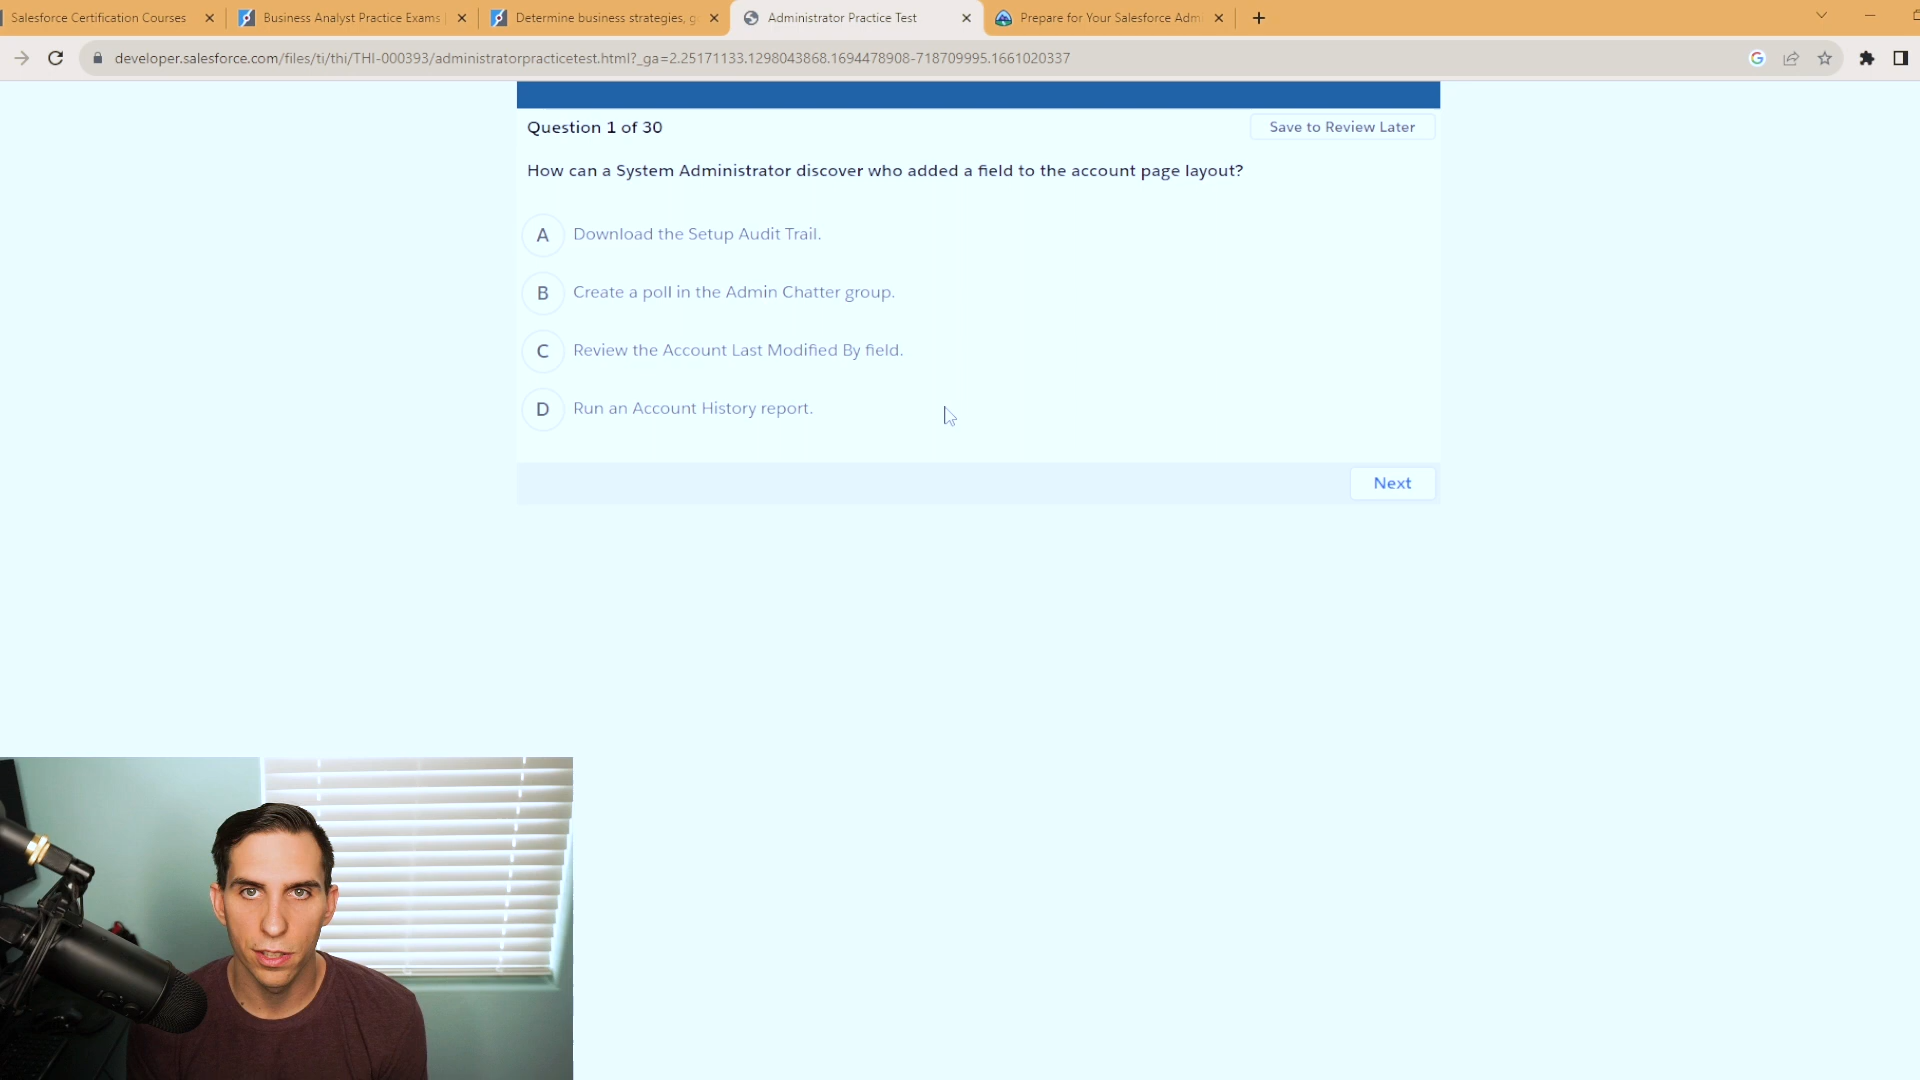 Salesforce Certification Courses
Business Analyst Practice Exams
Determine business strategies, g
Administrator Practice Test
Prepare for Your Salesforce Adm
developer.salesforce.com/files/ti/thi/THI-000393/administratorpracticetest.html?_ga=2.25171133.1298043868.1694478908-718709995.1661020337
Question 1 of 30
Save to Review Later
How can a System Administrator discover who added a field to the account page layout?
A Download the Setup Audit Trail.
B Create a poll in the Admin Chatter group.
C Review the Account Last Modified By field.
D Run an Account History report.
Next